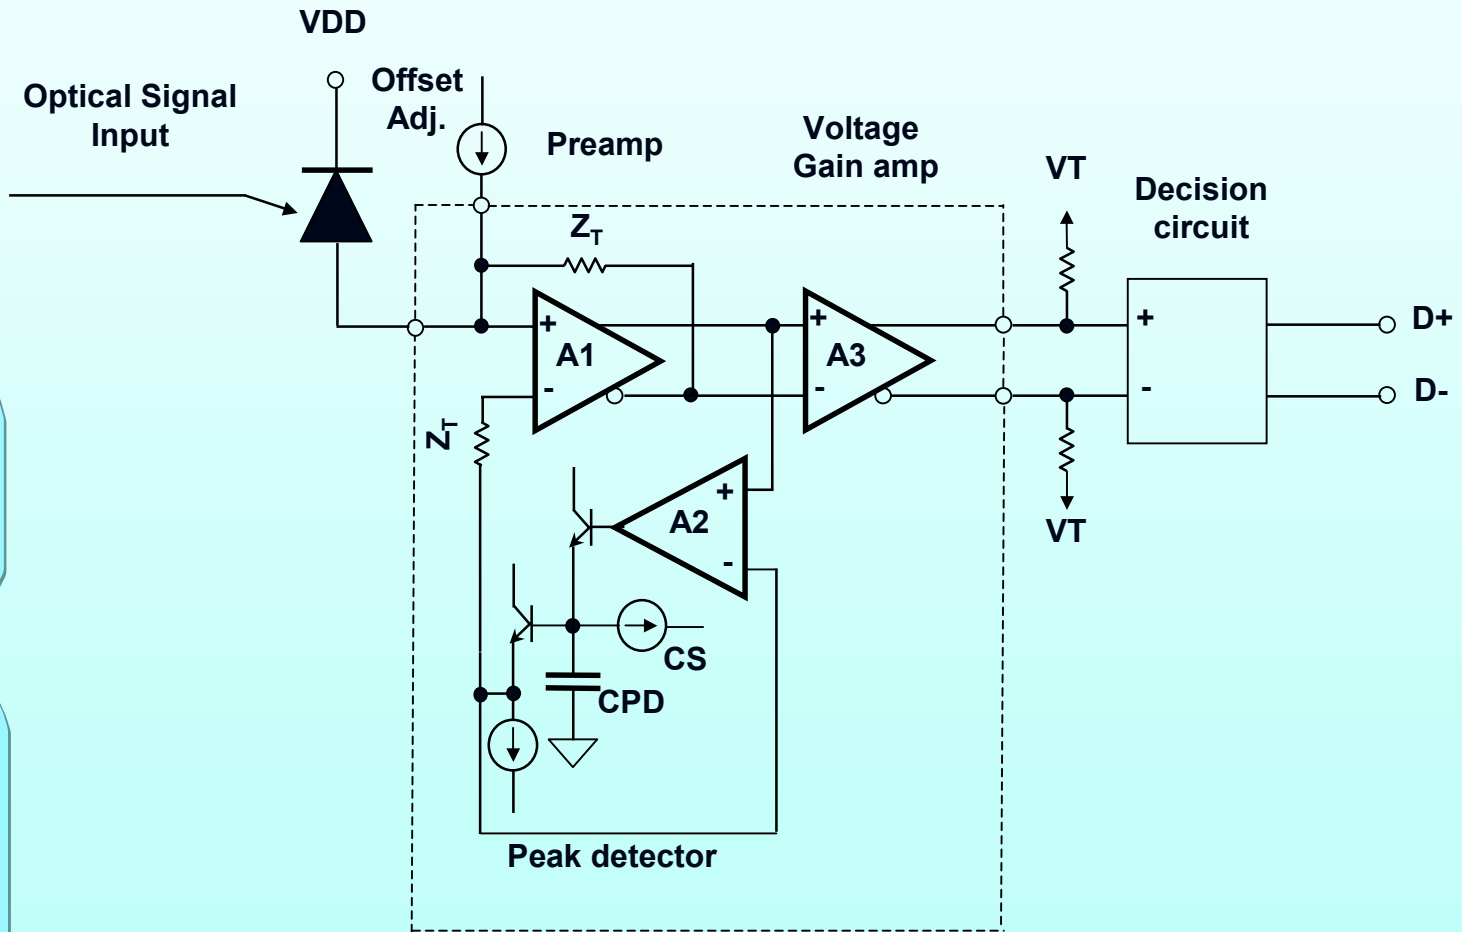 VDD
Optical Signal
Input
Offset
Adj.
Preamp
Voltage
Gain amp
VT
Decision
circuit
ZT
+
A1
-
+
A3
-
+
-
D+
D-
ZT
+
A2
-
VT
CS
CPD
Peak detector